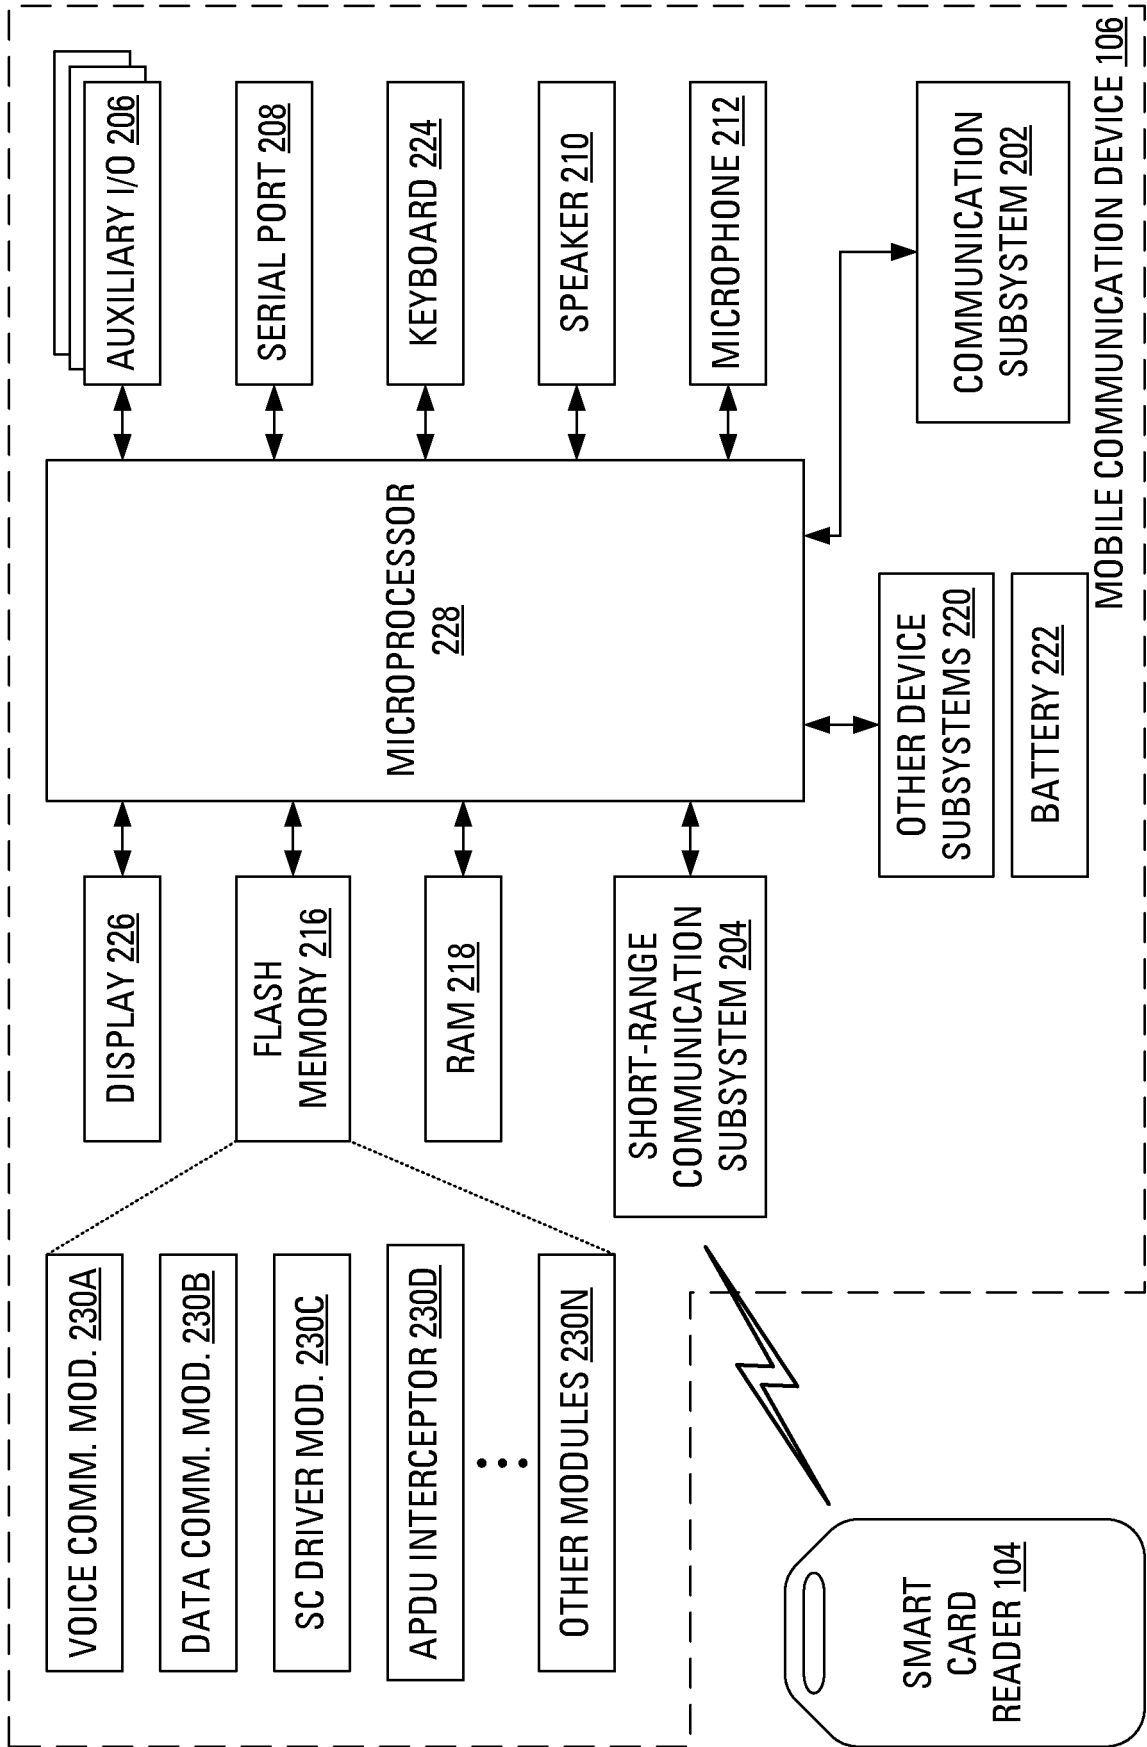 VOICE COMM. MOD. 230A
DATA COMM. MOD. 230B
SC DRIVER MOD. 230C
APDU INTERCEPTOR 230D
OTHER MODULES 230N
SMART
CARD
READER 104
DISPLAY 226
FLASH
MEMORY 216
RAM 218
SHORT-RANGE
COMMUNICATION
SUBSYSTEM 204
MICROPROCESSOR
228
OTHER DEVICE
SUBSYSTEMS 220
BATTERY 222
AUXILIARY I/O 206
SERIAL PORT 208
KEYBOARD 224
SPEAKER 210
MICROPHONE 212
COMMUNICATION
SUBSYSTEM 202
MOBILE COMMUNICATION DEVICE 106